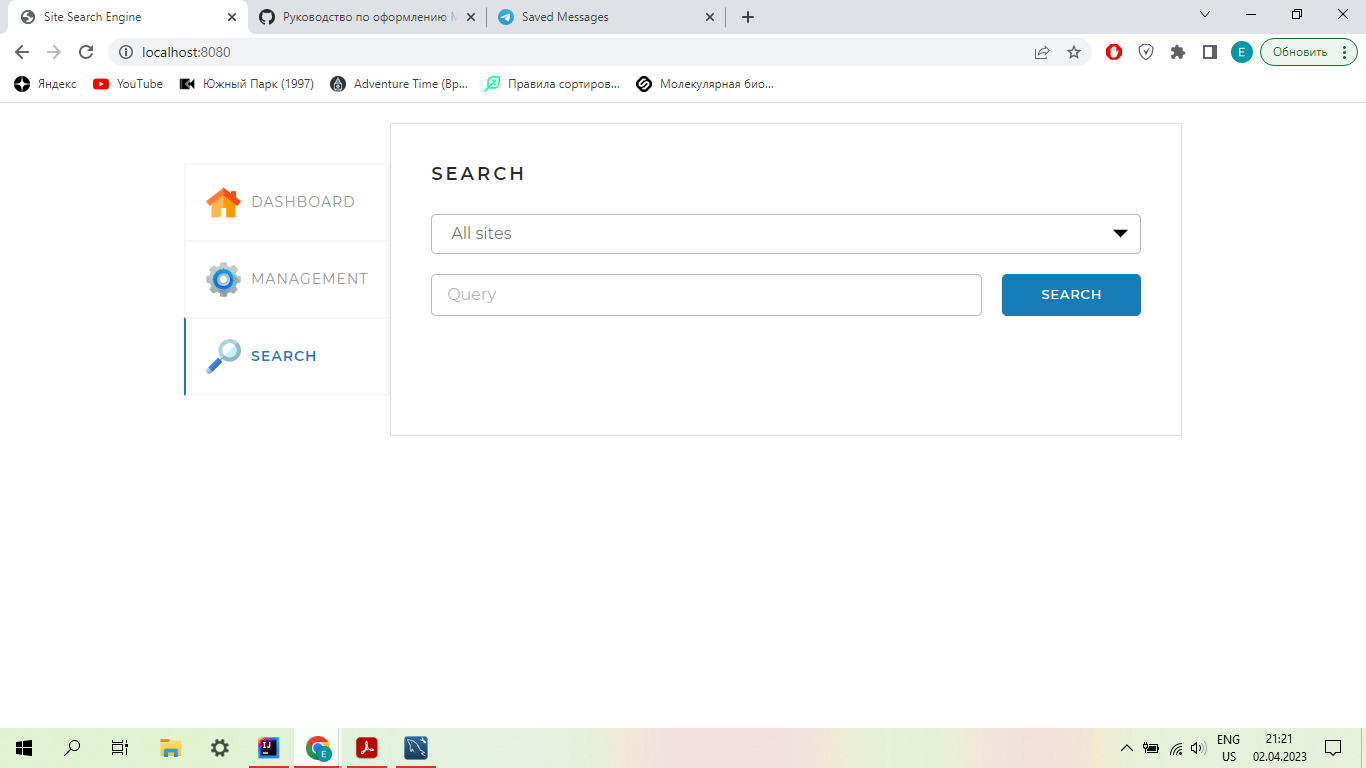 Site Search Engine
Руководство по оформлению
Saved Messages
localhost:8080
E
Обновить
Яндекс
YouTube
Южный Парк (1997)
Adventure Time (Вр...
Правила сортиров...
Молекулярная био...
SEARCH
DASHBOARD
All sites
MANAGEMENT
Query
SEARCH
SEARCH
IJ
E
ENG
US
21:21
02.04.2023